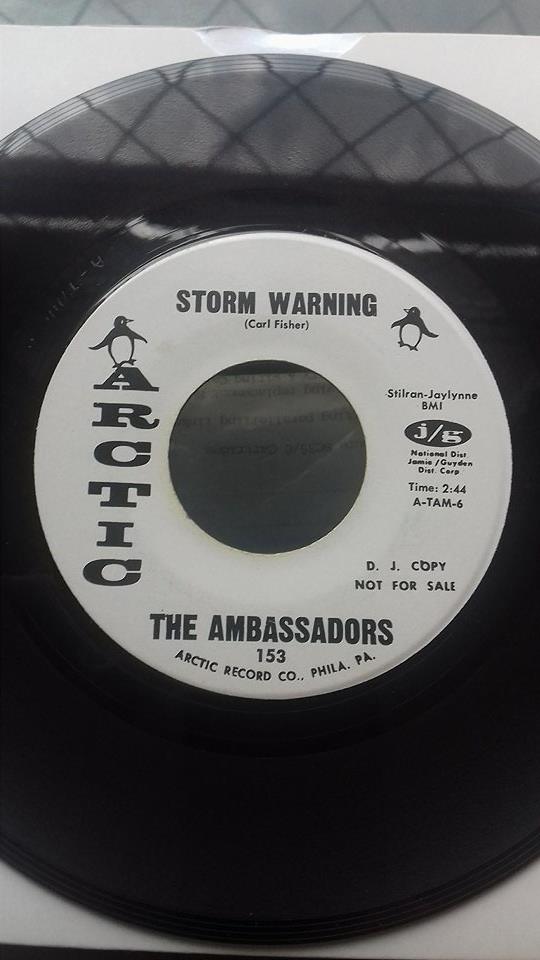 STORM WARNING
(Carl Fisher)
ARCTIC
Stilran-Jaylynne
BMI
j/g
National Dist.
Jamie/Guyden
Dist. Corp
Time: 2:44
A-TAM-6
D. J. COPY
NOT FOR SALE
THE AMBASSADORS
153
ARCTIC RECORD CO., PHILA. PA.